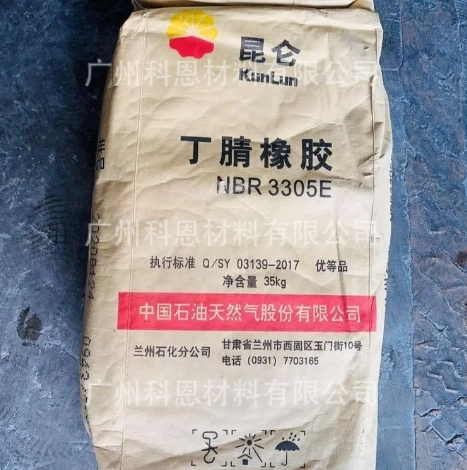 昆仑
KunLun
广州科恩材料有限公司
丁腈橡胶
NBR 3305E
广州科恩材料有限公司
执行标准 Q/SY 03139-2017 优等品
净含量 35kg
中国石油天然气股份有限公司
兰州石化分公司
甘肃省兰州市西固区玉门街10号
电话 (0931) 7703165
广州科恩材料有限公司